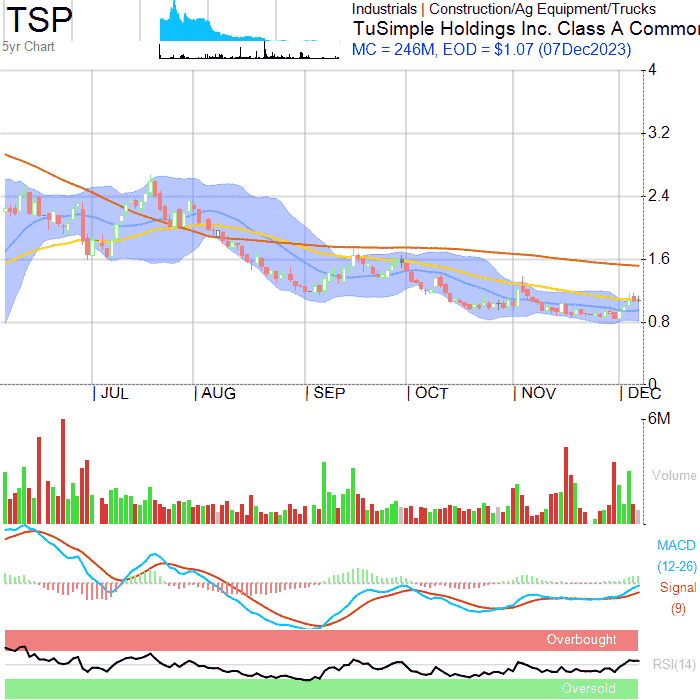 TSP
5yr Chart
Industrials | Construction/Ag Equipment/Trucks
TuSimple Holdings Inc. Class A Common
MC = 246M, EOD = $1.07 (07Dec2023)
4
3.2
2.4
1.6
0.8
0
JUL
AUG
SEP
OCT
NOV
DEC
6M
Volume
MACD
(12-26)
Signal
(9)
Overbought
RSI(14)
Oversold